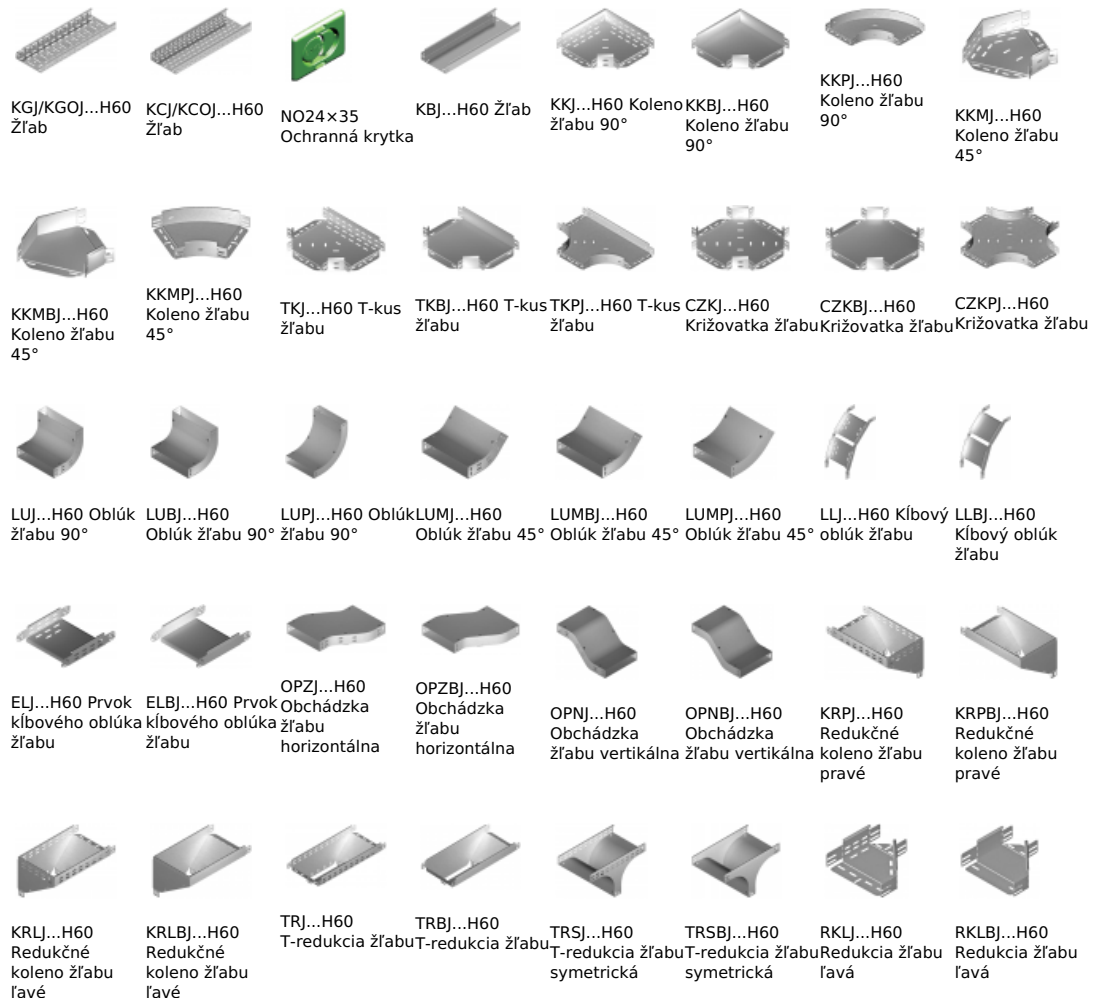 KGJ/KGOJ...H60
Žľab
KCJ/KCOJ...H60
Žľab
NO24×35
Ochranná krytka
KBJ...H60 Žľab
KKJ...H60 Koleno
žľabu 90°
KKBJ...H60
Koleno žľabu
90°
KKPJ...H60
Koleno žľabu
90°
KKMJ...H60
Koleno žľabu
45°
KKMBJ...H60
Koleno žľabu
45°
KKMPJ...H60
Koleno žľabu
45°
TKJ...H60 T-kus
žľabu
TKBJ...H60 T-kus
žľabu
TKPJ...H60 T-kus
žľabu
CZKJ...H60
Križovatka žľabu
CZKBJ...H60
Križovatka žľabu
CZKPJ...H60
Križovatka žľabu
LUJ...H60 Oblúk
žľabu 90°
LUBJ...H60
Oblúk žľabu 90°
LUPJ...H60 Oblúk
žľabu 90°
LUMJ...H60
Oblúk žľabu 45°
LUMBJ...H60
Oblúk žľabu 45°
LUMPJ...H60
Oblúk žľabu 45°
LLJ...H60 Kĺbový
oblúk žľabu
LLBJ...H60
Kĺbový oblúk
žľabu
ELJ...H60 Prvok
kĺbového oblúka
žľabu
ELBJ...H60 Prvok
kĺbového oblúka
žľabu
OPZJ...H60
Obchádzka
žľabu
horizontálna
OPZBJ...H60
Obchádzka
žľabu
horizontálna
OPNJ...H60
Obchádzka
žľabu vertikálna
OPNBJ...H60
Obchádzka
žľabu vertikálna
KRPJ...H60
Redukčné
koleno žľabu
pravé
KRPBJ...H60
Redukčné
koleno žľabu
pravé
KRLJ...H60
Redukčné
koleno žľabu
ľavé
KRLBJ...H60
Redukčné
koleno žľabu
ľavé
TRJ...H60
T-redukcia žľabu
TRBJ...H60
T-redukcia žľabu
TRSJ...H60
T-redukcia žľabu
symetrická
TRSBJ...H60
T-redukcia žľabu
symetrická
RKLJ...H60
Redukcia žľabu
ľavá
RKLBJ...H60
Redukcia žľabu
ľavá